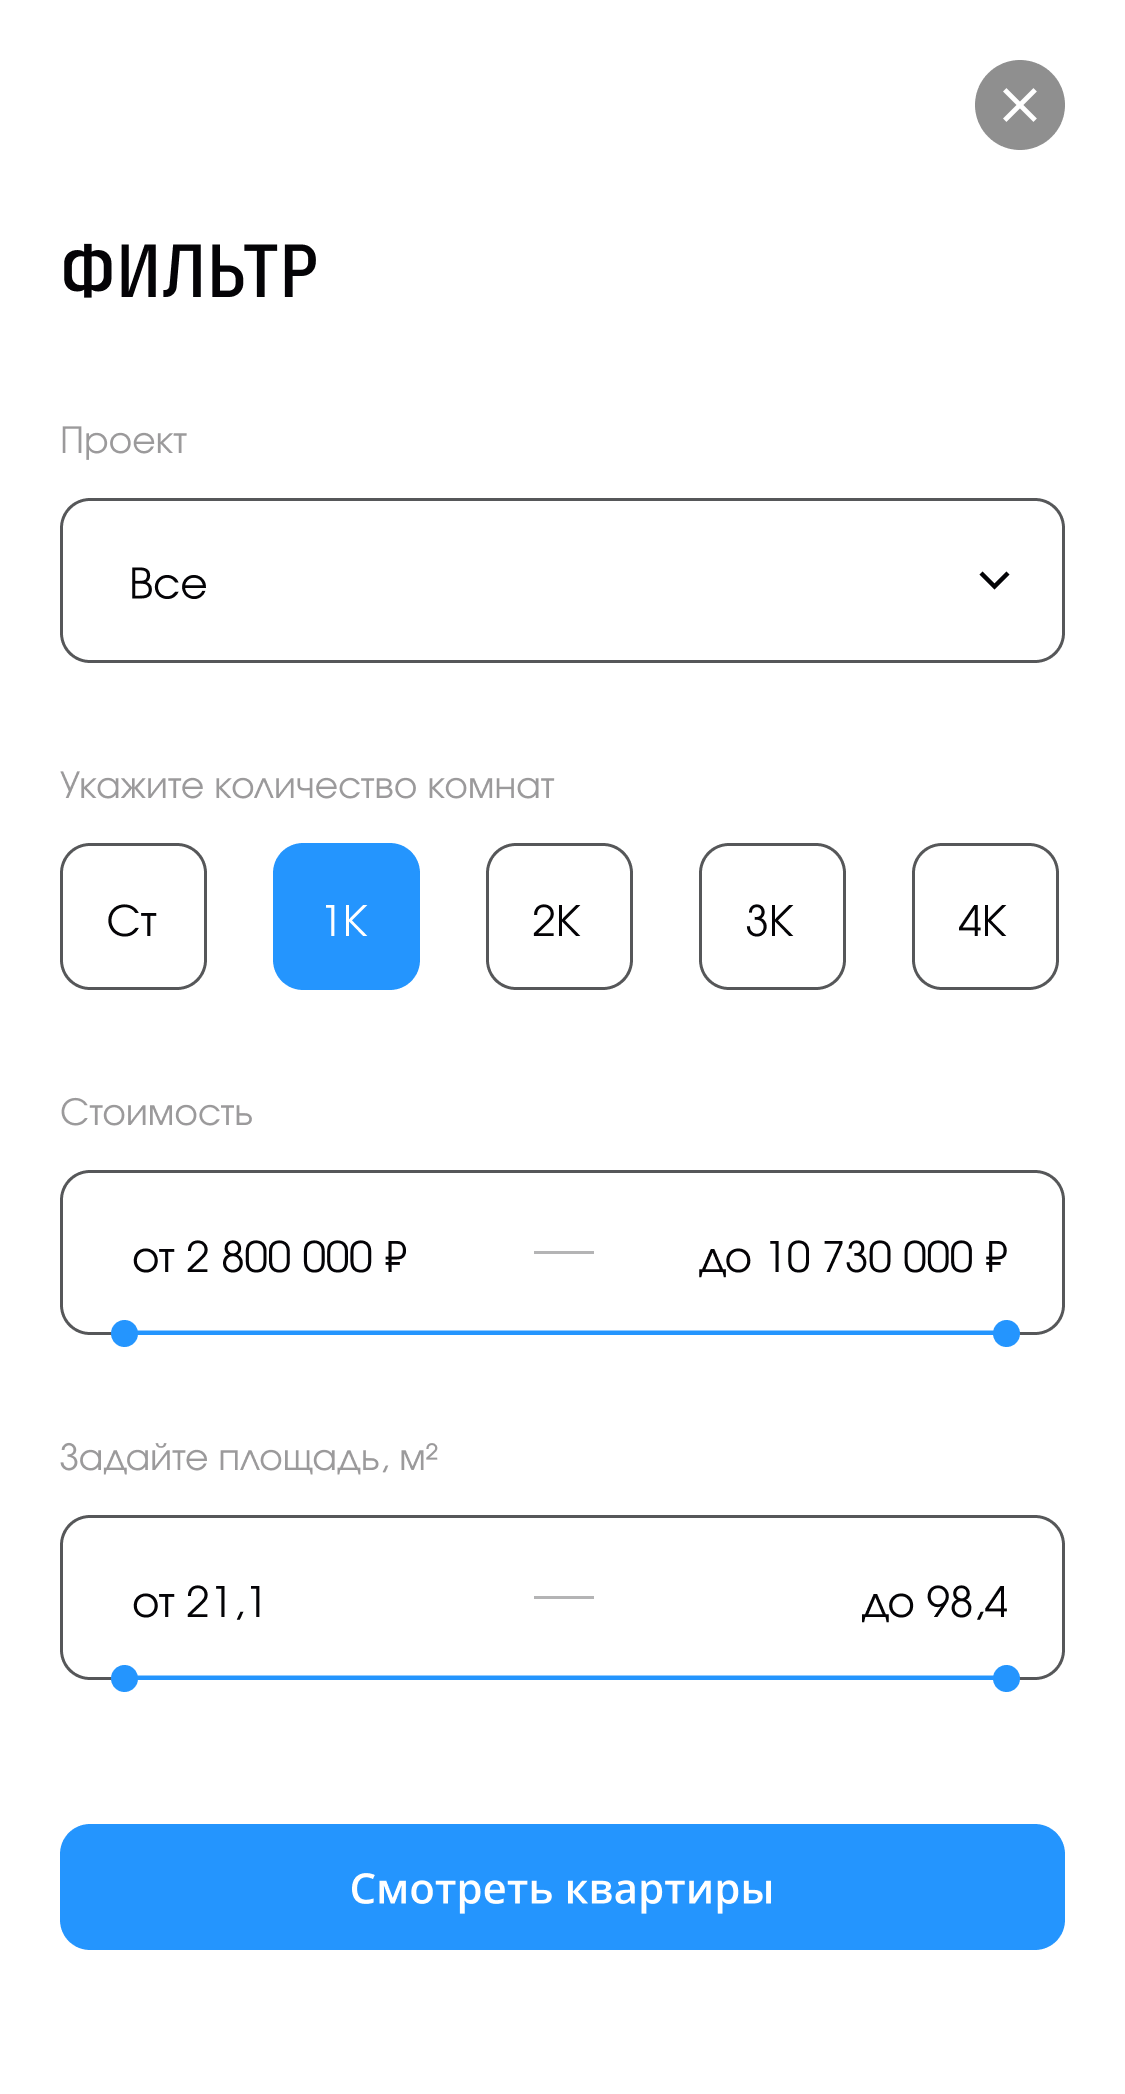 ФИЛЬТР
Проект
Все
Укажите количество комнат
Ст 1К 2К 3К 4К
Стоимость
от 2 800 000 ₽ — до 10 730 000 ₽
Задайте площадь, м²
от 21,1 — до 98,4
Смотреть квартиры